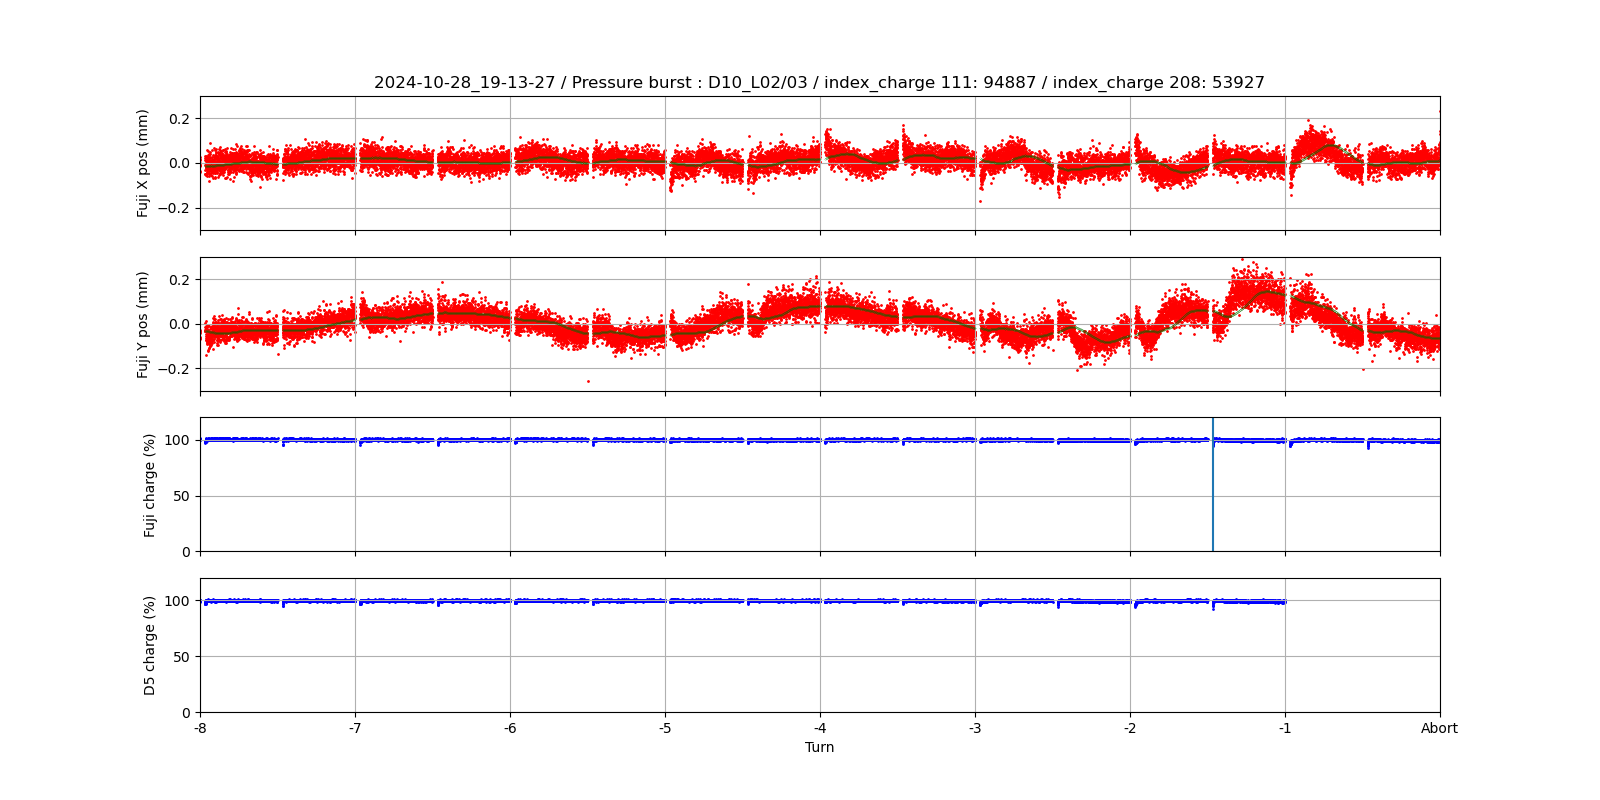 2024-10-28_19-13-27 / Pressure burst : D10_L02/03 / index_charge 111: 94887 / index_charge 208: 53927
Fuji X pos (mm)
0.2
0.0
−0.2
Fuji Y pos (mm)
0.2
0.0
−0.2
Fuji charge (%)
100
50
0
D5 charge (%)
100
50
0
-8 -7 -6 -5 -4 -3 -2 -1 Abort
Turn